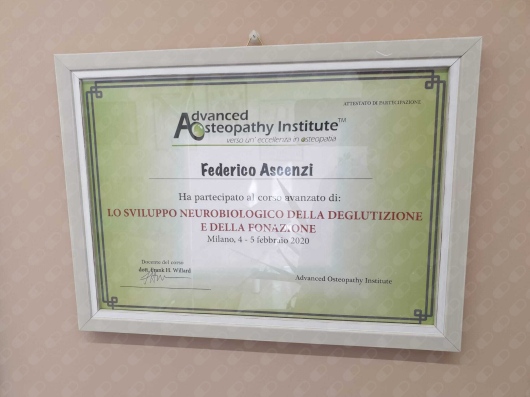 ATTESTATO DI PARTECIPAZIONE
Advanced
Osteopathy Institute™
verso un' eccellenza in osteopatia
Federico Ascenzi
Ha partecipato al corso avanzato di:
LO SVILUPPO NEUROBIOLOGICO DELLA DEGLUTIZIONE
E DELLA FONAZIONE
Milano, 4 - 5 febbraio 2020
Docente del corso
dott. Frank H. Willard
Advanced Osteopathy Institute